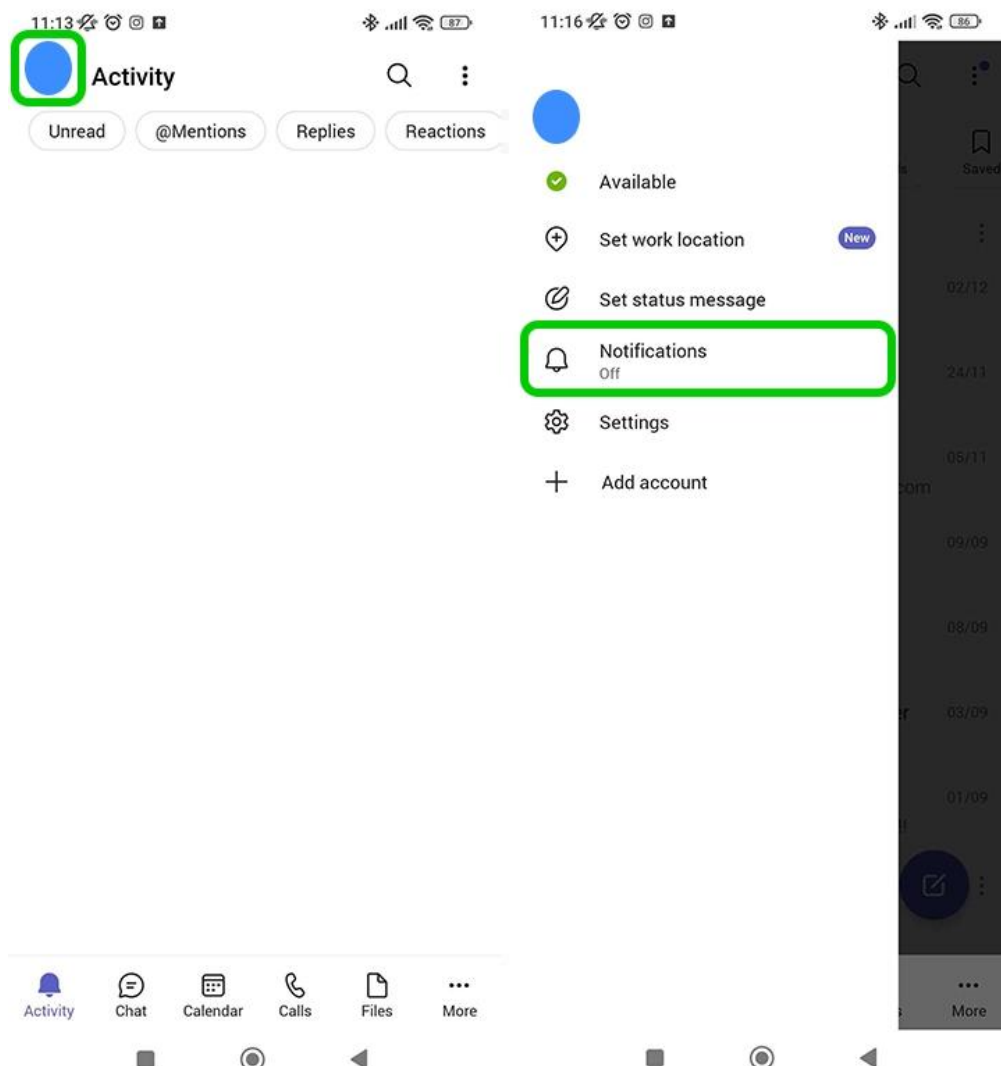 11:13
87
Activity
Unread
@Mentions
Replies
Reactions
Activity
Chat
Calendar
Calls
Files
More
11:16
86
Available
Set work location
New
Set status message
Notifications
Off
Settings
Add account
Saved
02/12
24/11
05/11
com
09/09
08/09
03/09
01/09
More